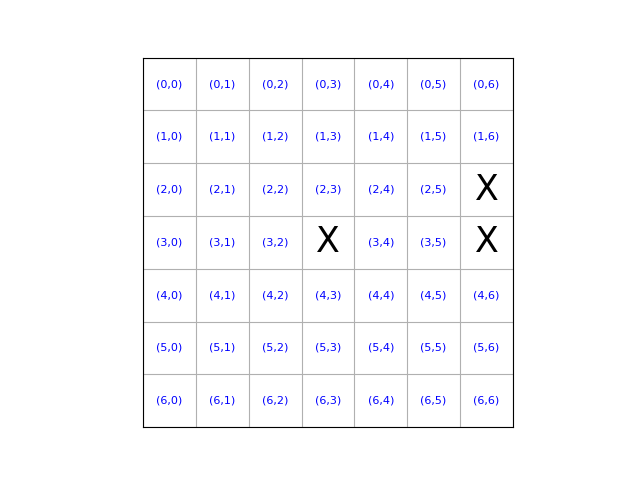 (0,0) (0,1) (0,2) (0,3) (0,4) (0,5) (0,6)
(1,0) (1,1) (1,2) (1,3) (1,4) (1,5) (1,6)
(2,0) (2,1) (2,2) (2,3) (2,4) (2,5) X
(3,0) (3,1) (3,2) X (3,4) (3,5) X
(4,0) (4,1) (4,2) (4,3) (4,4) (4,5) (4,6)
(5,0) (5,1) (5,2) (5,3) (5,4) (5,5) (5,6)
(6,0) (6,1) (6,2) (6,3) (6,4) (6,5) (6,6)